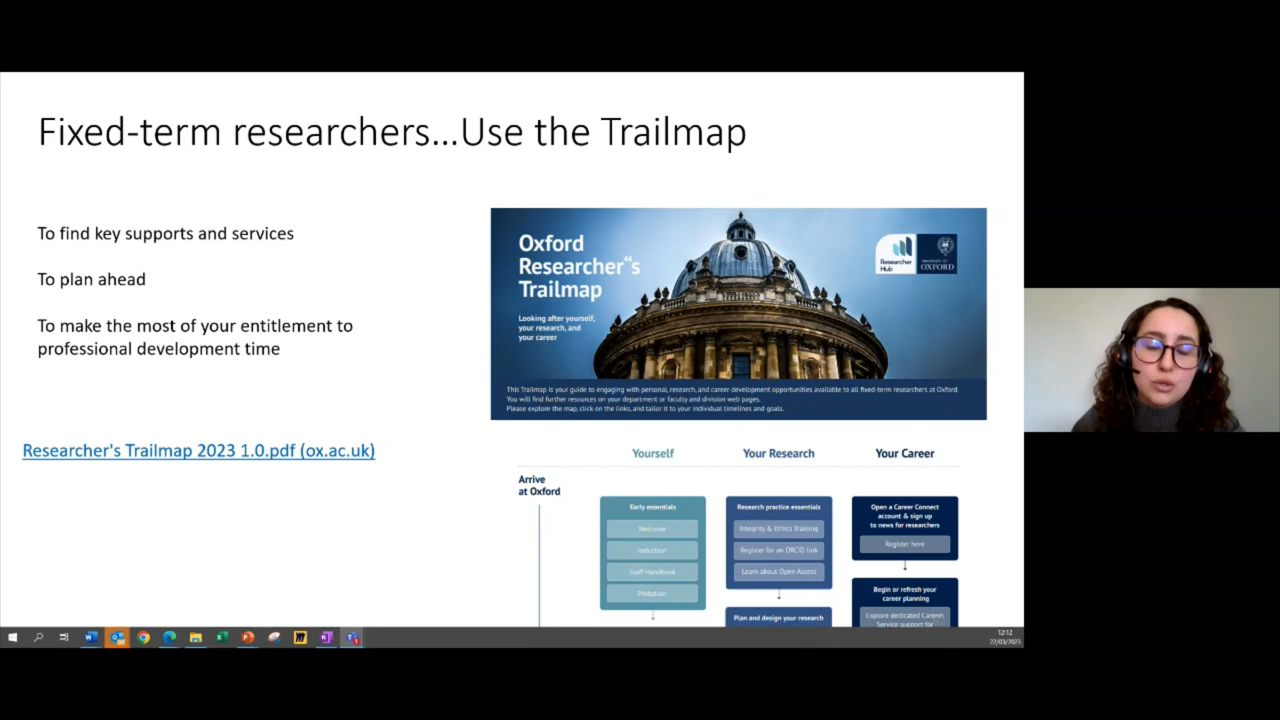 Fixed-term researchers...Use the Trailmap
To find key supports and services
To plan ahead
To make the most of your entitlement to
professional development time
Researcher's Trailmap 2023 1.0.pdf (ox.ac.uk)
Oxford
Researcher“s
Trailmap
Looking after yourself,
your research, and
your career
Researcher
Hub
UNIVERSITY OF
OXFORD
This Trailmap is your guide to engaging with personal, research, and career development opportunities available to all fixed-term researchers at Oxford.
You will find further resources on your department or faculty and division web pages.
Please explore the map, click on the links, and tailor it to your individual timelines and goals.
Yourself
Your Research
Your Career
Arrive
at Oxford
Early essentials
Welcome
Induction
Staff Handbook
Probation
Research practice essentials
Integrity & Ethics Training
Register for an ORCID link
Learn about Open Access
Plan and design your research
Open a Career Connect
account & sign up
to news for researchers
Register here
Begin or refresh your
career planning
Explore dedicated Careers
Service support for
12:12
22/03/2023